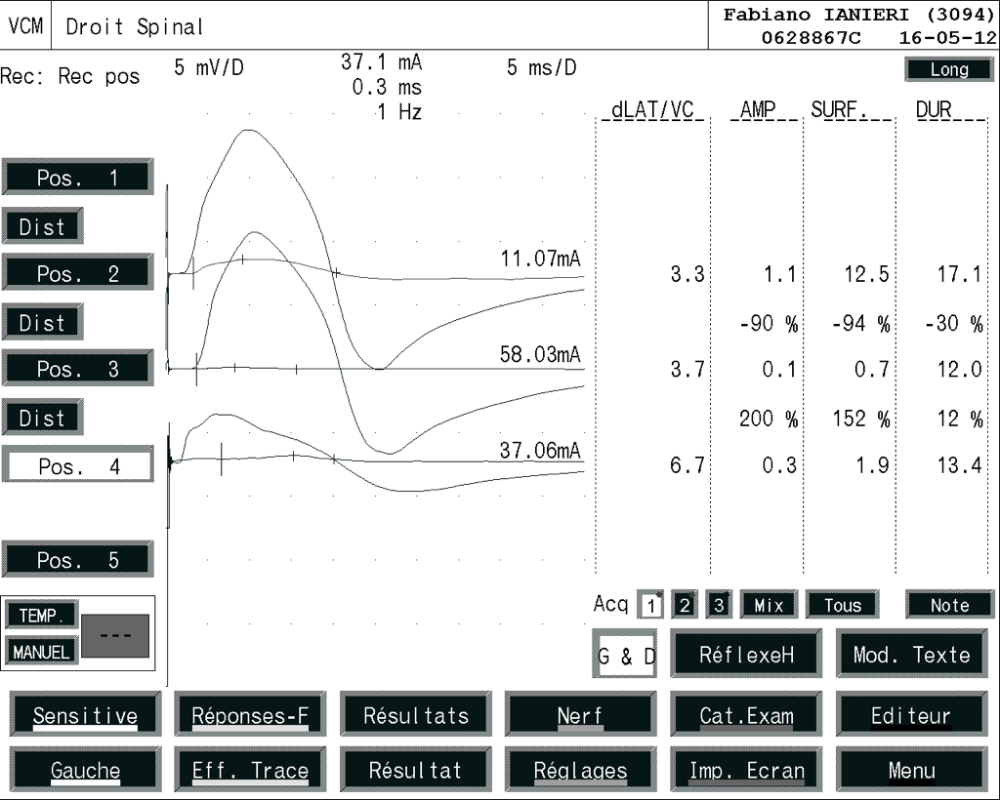 VCM Droit Spinal Fabiano IANIERI (3094)
0628867C 16-05-12
Rec: Rec pos 5 mV/D 37.1 mA 5 ms/D Long
0.3 ms
1 Hz
dLAT/VC AMP SURF. DUR
Pos. 1
Dist
Pos. 2 11.07mA 3.3 1.1 12.5 17.1
Dist -90 % -94 % -30 %
Pos. 3 58.03mA 3.7 0.1 0.7 12.0
Dist 200 % 152 % 12 %
Pos. 4 37.06mA 6.7 0.3 1.9 13.4
Pos. 5
Acq 1 2 3 Mix Tous Note
TEMP. ---
MANUEL
G & D RéflexeH Mod. Texte
Sensitive Réponses-F Résultats Nerf Cat.Exam Editeur
Gauche Eff. Trace Résultat Réglages Imp. Ecran Menu